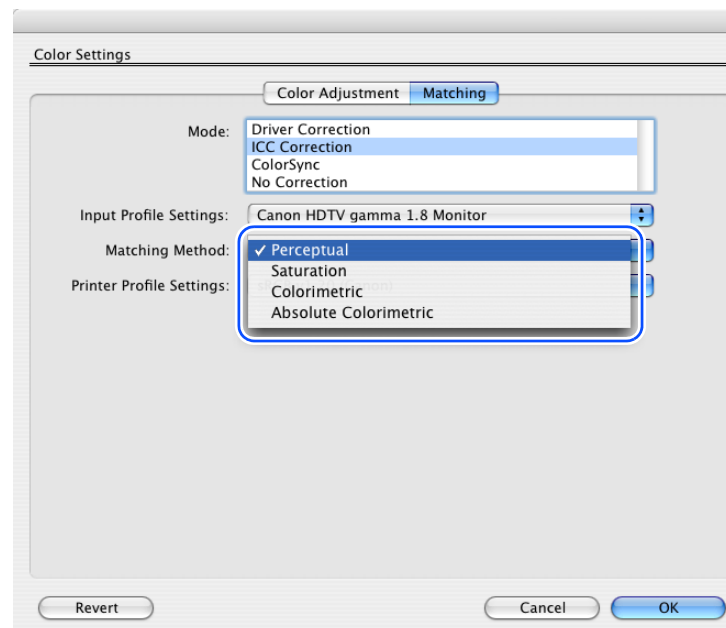 Color Settings
Color Adjustment Matching
Mode: Driver Correction
ICC Correction
ColorSync
No Correction
Input Profile Settings: Canon HDTV gamma 1.8 Monitor
Matching Method: ✓ Perceptual
Saturation
Printer Profile Settings:
Colorimetric
Absolute Colorimetric
Revert Cancel OK